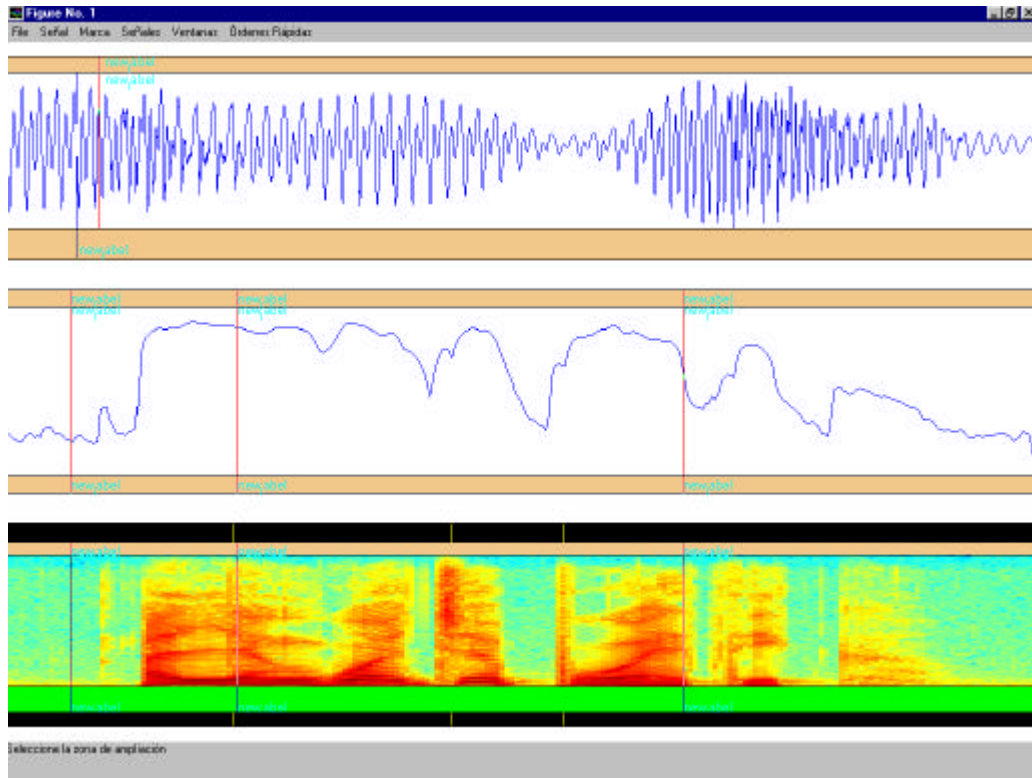 Figure No. 1
File Señal Marca Señales Ventanas Órdenes Rápidas
newlabel
newlabel
newlabel
newlabel newlabel newlabel
newlabel newlabel newlabel
newlabel newlabel newlabel
newlabel newlabel newlabel
newlabel newlabel newlabel
Seleccione la zona de ampliación